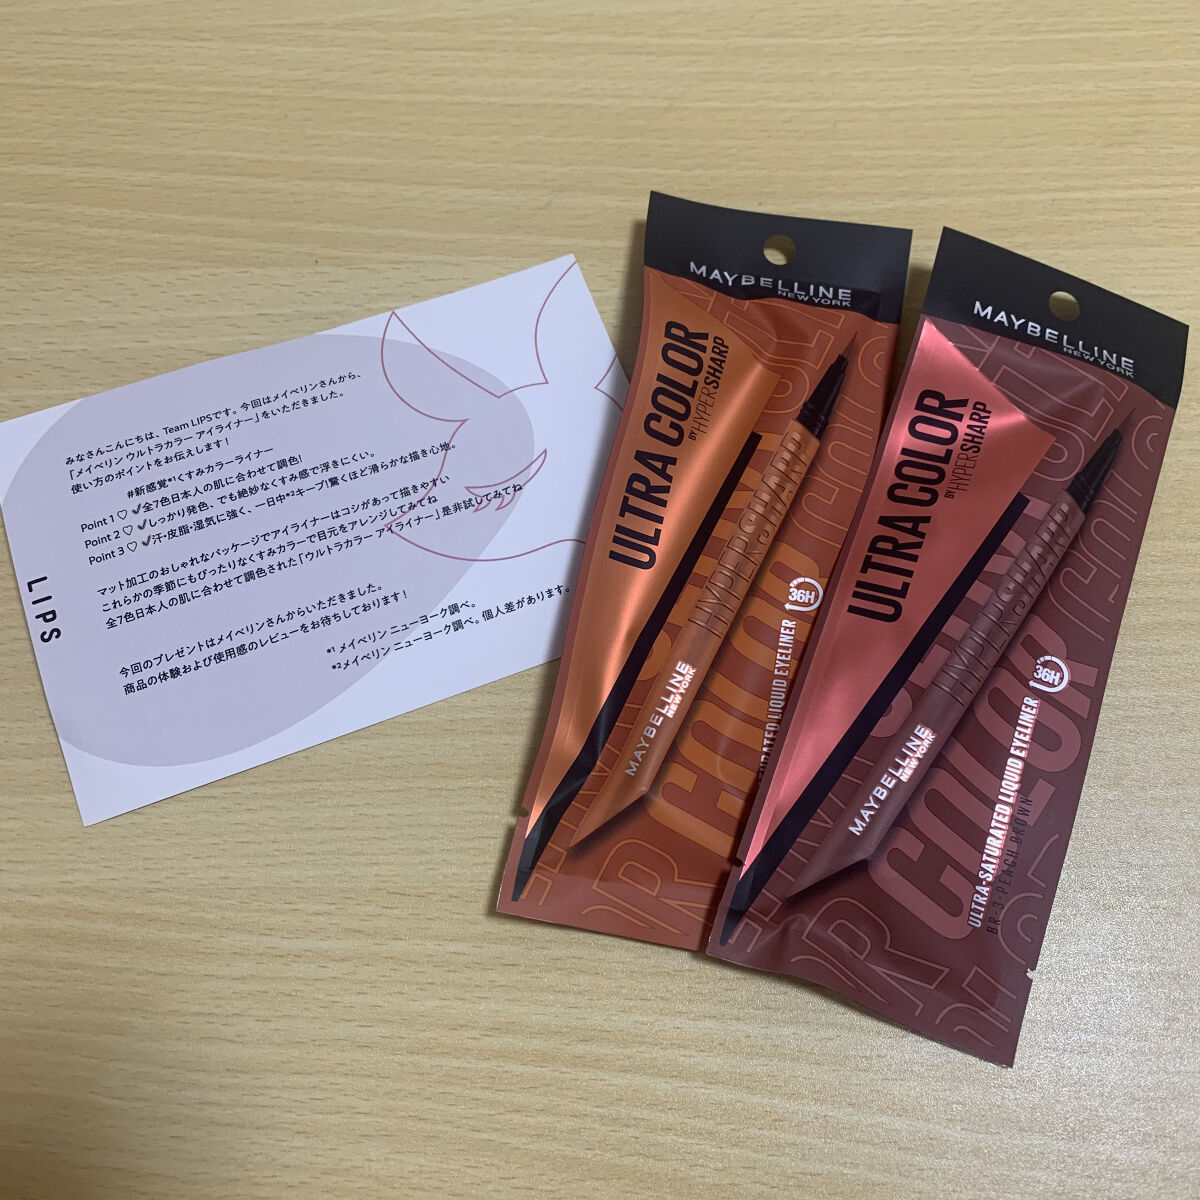 みなさんこんにちは、Team LIPSです。今回はメイベリンさんから、
「メイベリン ウルトラカラー アイライナー」をいただきました。
使い方のポイントをお伝えします！
#新感覚*1くすみカラーライナー
Point 1 ♡ ✓全7色日本人の肌に合わせて調色!
Point 2 ♡ ✓しっかり発色、でも絶妙なくすみ感で浮きにくい。
Point 3 ♡ ✓汗・皮脂・湿気に強く、一日中*2キープ!驚くほど滑らかな描き心地。
マット加工のおしゃれなパッケージでアイライナーはコシがあって描きやすい
これらかの季節にもぴったりなくすみカラーで目元をアレンジしてみてね
全7色日本人の肌に合わせて調色された「ウルトラカラー アイライナー」是非試してみてね
今回のプレゼントはメイベリンさんからいただきました。
商品の体験および使用感のレビューをお待ちしております！
*1 メイベリン ニューヨーク調べ。
*2メイベリン ニューヨーク調べ。個人差があります。
LIPS
MAYBELLINE
NEW YORK
ULTRA COLOR
BY HYPERSHARP
HYPERSHARP
MAYBELLINE
NEW YORK
COLOR
36H
LIQUID EYELINER
MAYBELLINE
NEW YORK
ULTRA COLOR
BY HYPERSHARP
HYPERSHARP
MAYBELLINE
NEW YORK
COLOR
36H
ULTRA-SATURATED LIQUID EYELINER
BR-3-PEACH BROWN